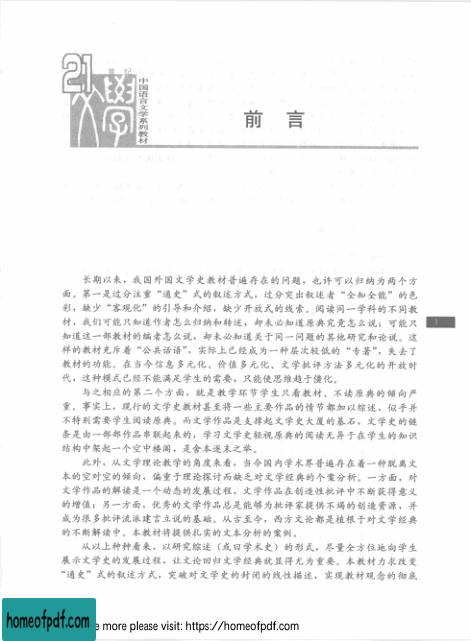 21
世纪
文學
中国语言文学系列教材
前 言
长期以来，我国外国文学史教材普遍存在的问题，也许可以归纳为两个方
面。第一是过分注重“通史”式的叙述方式，过分突出叙述者“全知全能”的色
彩，缺少“客观化”的引导和介绍，缺少开放式的线索。阅读同一学科的不同教
材，我们可能只知道作者怎么归纳和转述，却未必知道原典究竟怎么说；可能只
知道这一部教材的编者怎么说，却未必知道关于同一问题的其他研究和论说。这
样的教材充斥着“公共话语”，实际上已经成为一种层次较低的“专著”，失去了
教材的功能。在当今信息多元化、价值多元化、文学批评方法多元化的开放时
代，这种模式已经不能满足学生的需要，只能使思维趋于僵化。
与之相应的第二个方面，就是教学环节学生只看教材、不读原典的倾向严
重。事实上，现行的文学史教材甚至将一些主要作品的情节都加以综述，似乎并
不特别需要学生阅读原典。而文学作品是支撑起文学史大厦的基石，文学史的链
条是由一部部作品串联起来的，学习文学史轻视原典的阅读无异于在学生的知识
结构中架起一个空中楼阁，是舍本逐末之举。
此外，从文学理论教学的角度来看，当今国内学术界普遍存在着一种脱离文
本的空对空的倾向，偏重于理论探讨而缺乏对文学经典的个案分析。一方面，对
文学作品的解读是一个动态的发展过程，文学作品在创造性批评中不断获得意义
的增值；另一方面，优秀的文学作品总是能够为批评家提供不竭的创造资源，并
成为很多批评流派建言立说的基础。从古至今，西方文论都是植根于对文学经典
的不断解读中。本教材将提供扎实的文本分析的案例。
从以上种种看来，以研究综述（或曰学术史）的形式，尽量全方位地向学生
展示文学史的发展过程，让文论回归文学经典就显得尤为重要。本教材力求改变
“通史”式的叙述方式，突破对文学史的封闭的线性描述，实现教材观念的彻底
1
homeofpdf.com
e more please visit: https://homeofpdf.com